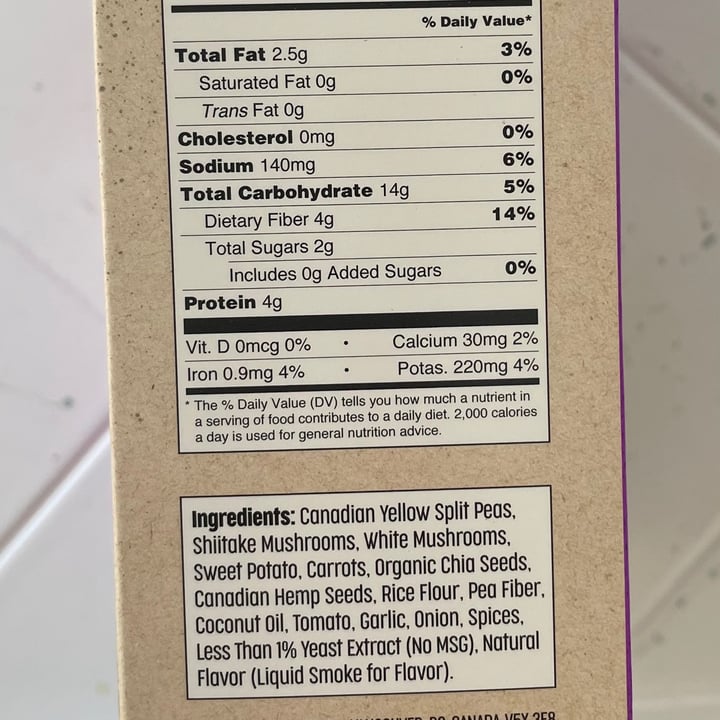 % Daily Value*
Total Fat 2.5g 3%
Saturated Fat 0g 0%
Trans Fat 0g
Cholesterol 0mg 0%
Sodium 140mg 6%
Total Carbohydrate 14g 5%
Dietary Fiber 4g 14%
Total Sugars 2g
Includes 0g Added Sugars 0%
Protein 4g
Vit. D 0mcg 0% • Calcium 30mg 2%
Iron 0.9mg 4% • Potas. 220mg 4%
* The % Daily Value (DV) tells you how much a nutrient in
a serving of food contributes to a daily diet. 2,000 calories
a day is used for general nutrition advice.
Ingredients: Canadian Yellow Split Peas,
Shiitake Mushrooms, White Mushrooms,
Sweet Potato, Carrots, Organic Chia Seeds,
Canadian Hemp Seeds, Rice Flour, Pea Fiber,
Coconut Oil, Tomato, Garlic, Onion, Spices,
Less Than 1% Yeast Extract (No MSG), Natural
Flavor (Liquid Smoke for Flavor).
CANADA